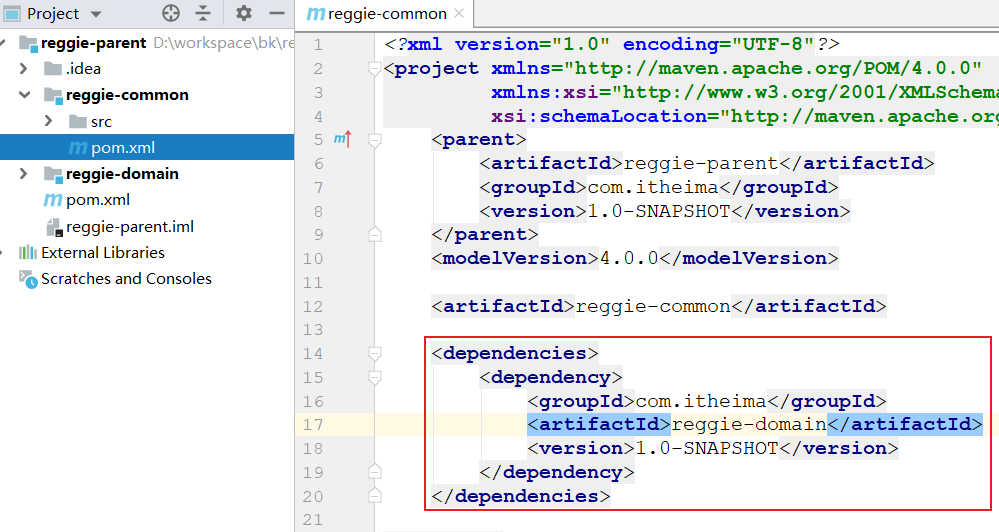 Project
reggie-parent D:\workspace\bk\re
.idea
reggie-common
src
pom.xml
reggie-domain
pom.xml
reggie-parent.iml
External Libraries
Scratches and Consoles
reggie-common
1 <?xml version="1.0" encoding="UTF-8"?>
2 <project xmlns="http://maven.apache.org/POM/4.0.0"
3 xmlns:xsi="http://www.w3.org/2001/XMLSchema
4 xsi:schemaLocation="http://maven.apache.org
5 <parent>
6 <artifactId>reggie-parent</artifactId>
7 <groupId>com.itheima</groupId>
8 <version>1.0-SNAPSHOT</version>
9 </parent>
10 <modelVersion>4.0.0</modelVersion>
11
12 <artifactId>reggie-common</artifactId>
13
14 <dependencies>
15 <dependency>
16 <groupId>com.itheima</groupId>
17 <artifactId>reggie-domain</artifactId>
18 <version>1.0-SNAPSHOT</version>
19 </dependency>
20 </dependencies>
21